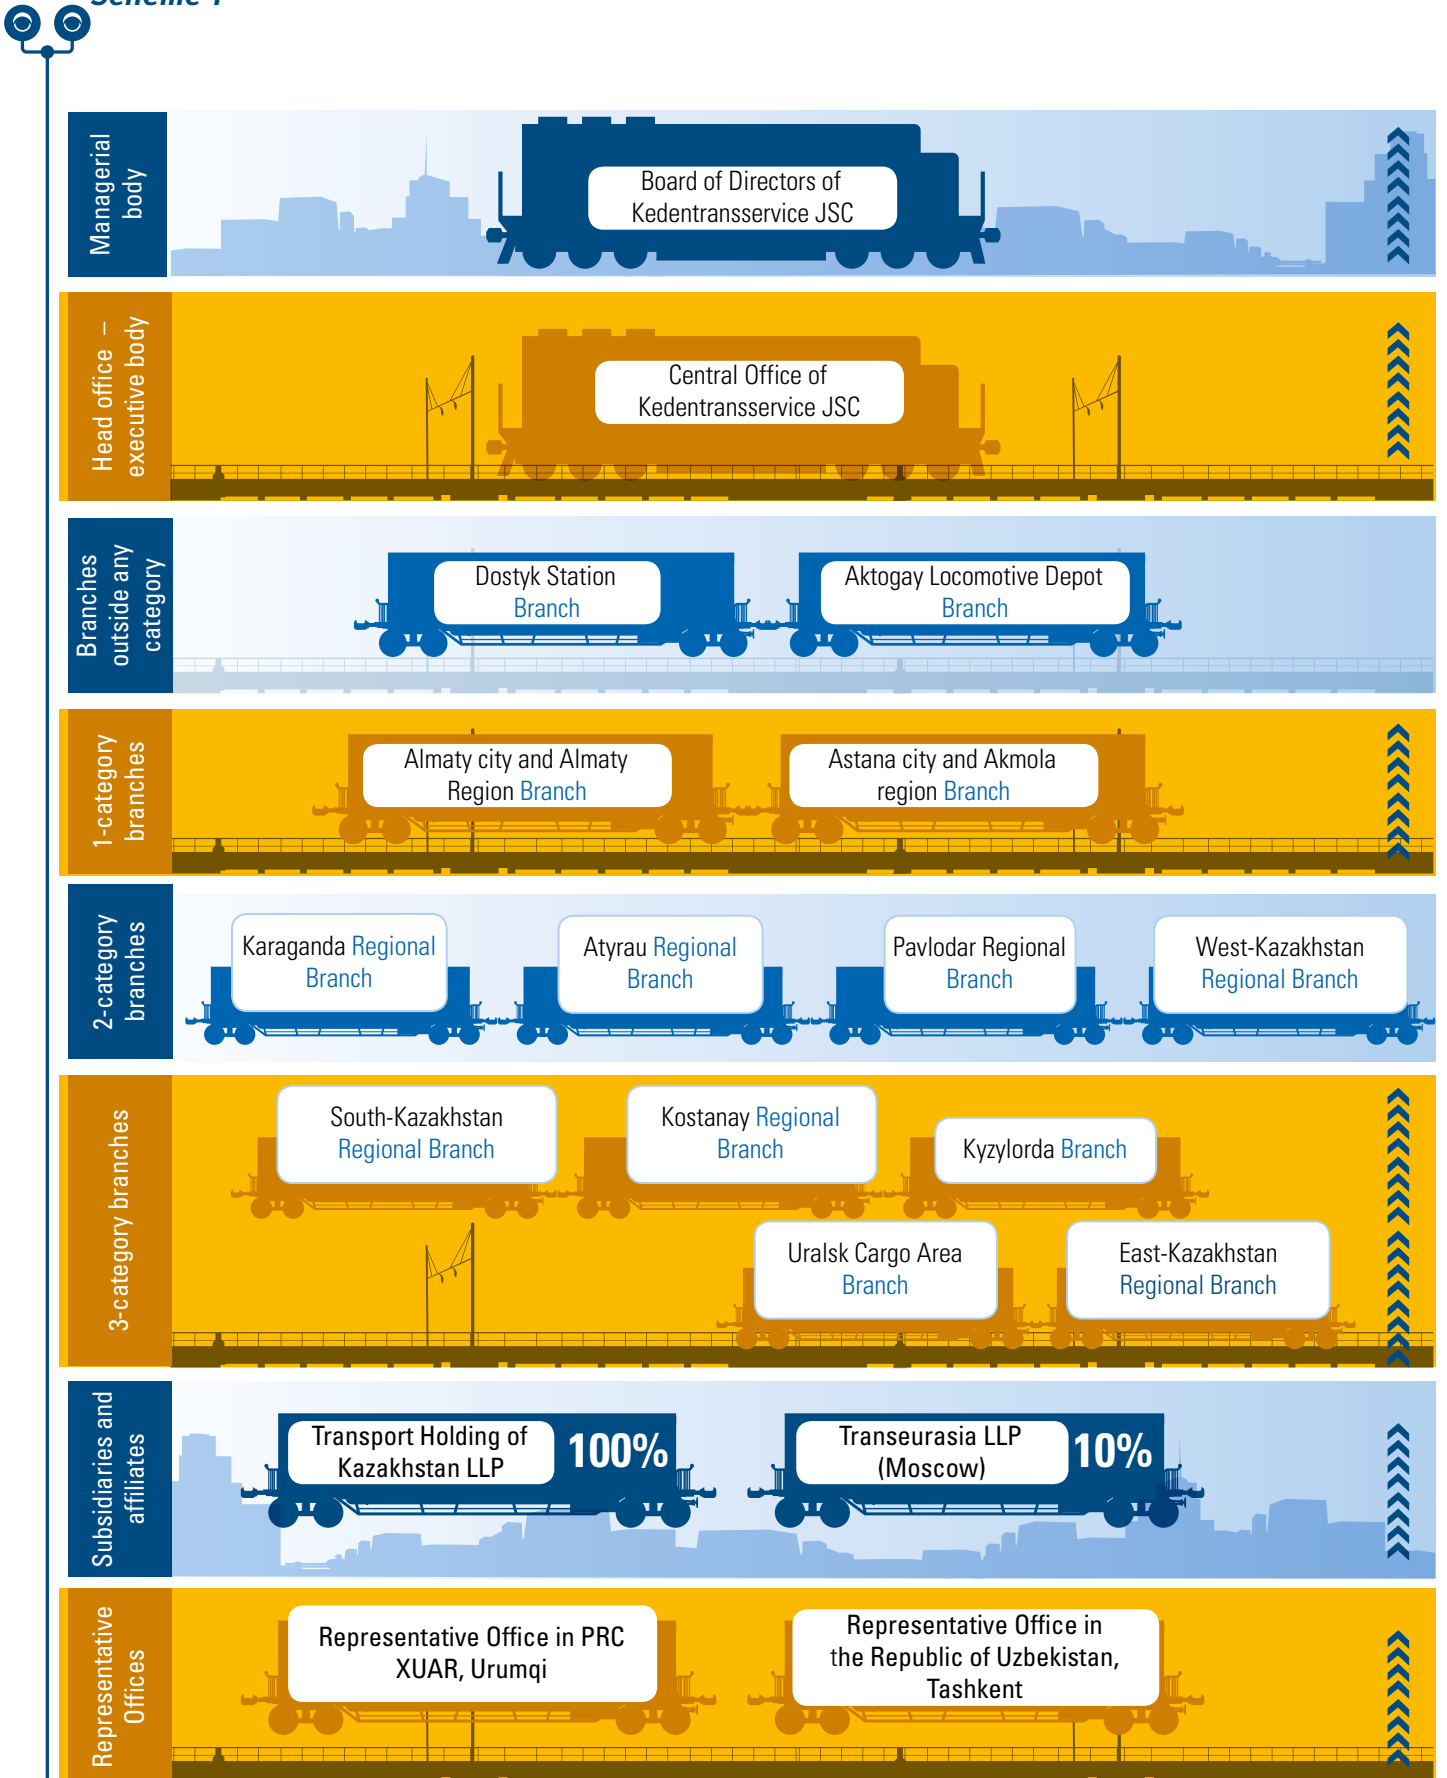 Scheme 1
Managerial
body
Board of Directors of
Kedentransservice JSC
Head office –
executive body
Central Office of
Kedentransservice JSC
Branches
outside any
category
Dostyk Station
Branch
Aktogay Locomotive Depot
Branch
1-category
branches
Almaty city and Almaty
Region Branch
Astana city and Akmola
region Branch
2-category
branches
Karaganda Regional
Branch
Atyrau Regional
Branch
Pavlodar Regional
Branch
West-Kazakhstan
Regional Branch
3-category branches
South-Kazakhstan
Regional Branch
Kostanay Regional
Branch
Kyzylorda Branch
Uralsk Cargo Area
Branch
East-Kazakhstan
Regional Branch
Subsidiaries and
affiliates
Transport Holding of
Kazakhstan LLP
100%
Transeurasia LLP
(Moscow)
10%
Representative
Offices
Representative Office in PRC
XUAR, Urumqi
Representative Office in
the Republic of Uzbekistan,
Tashkent